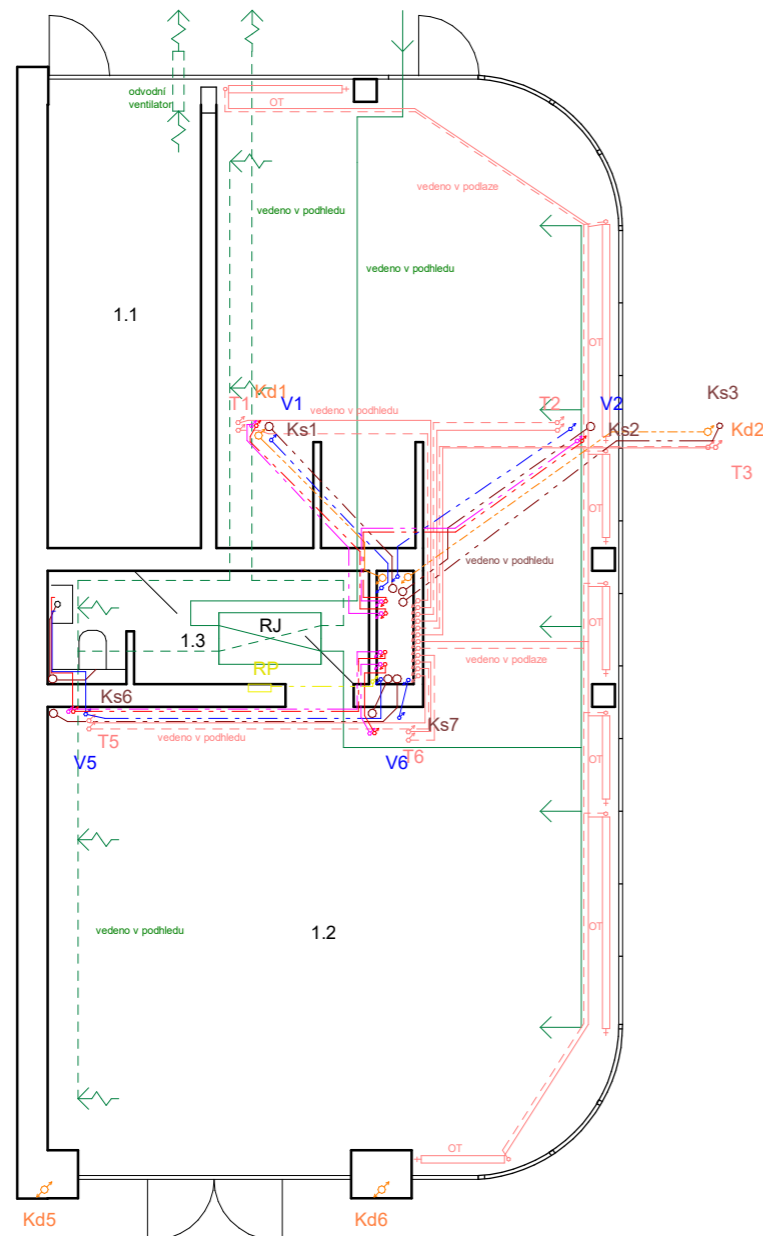 odvodní
ventilator
OT
vedeno v podlaze
vedeno v podhledu
vedeno v podhledu
1.1
OT
Kd1
T1
V1
vedeno v podhledu
T2
V2
Ks3
Ks1
Ks2
Kd2
T3
OT
vedeno v podhledu
OT
1.3
RJ
RP
vedeno v podlaze
Ks6
Ks7
T5
vedeno v podhledu
V5
V6
T6
OT
vedeno v podhledu
1.2
OT
OT
Kd5
Kd6